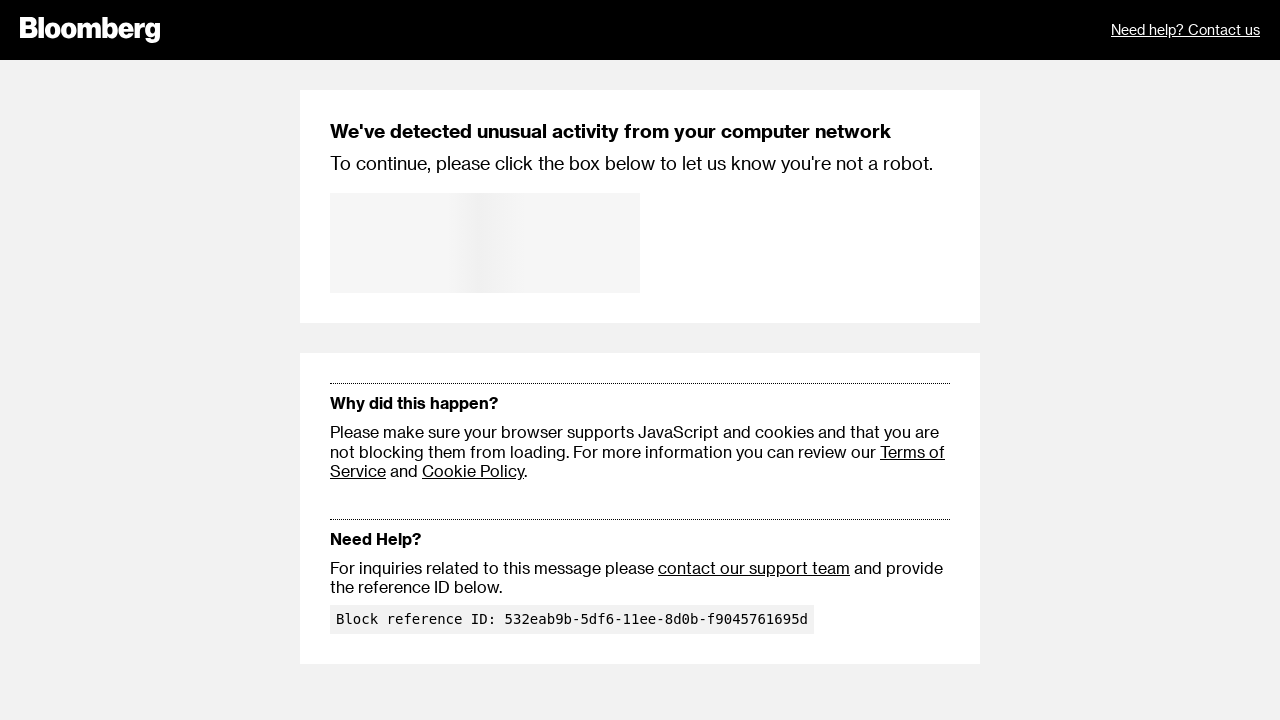 Bloomberg
Need help? Contact us
We've detected unusual activity from your computer network
To continue, please click the box below to let us know you're not a robot.
Why did this happen?
Please make sure your browser supports JavaScript and cookies and that you are
not blocking them from loading. For more information you can review our Terms of
Service and Cookie Policy.
Need Help?
For inquiries related to this message please contact our support team and provide
the reference ID below.
Block reference ID: 532eab9b-5df6-11ee-8d0b-f9045761695d